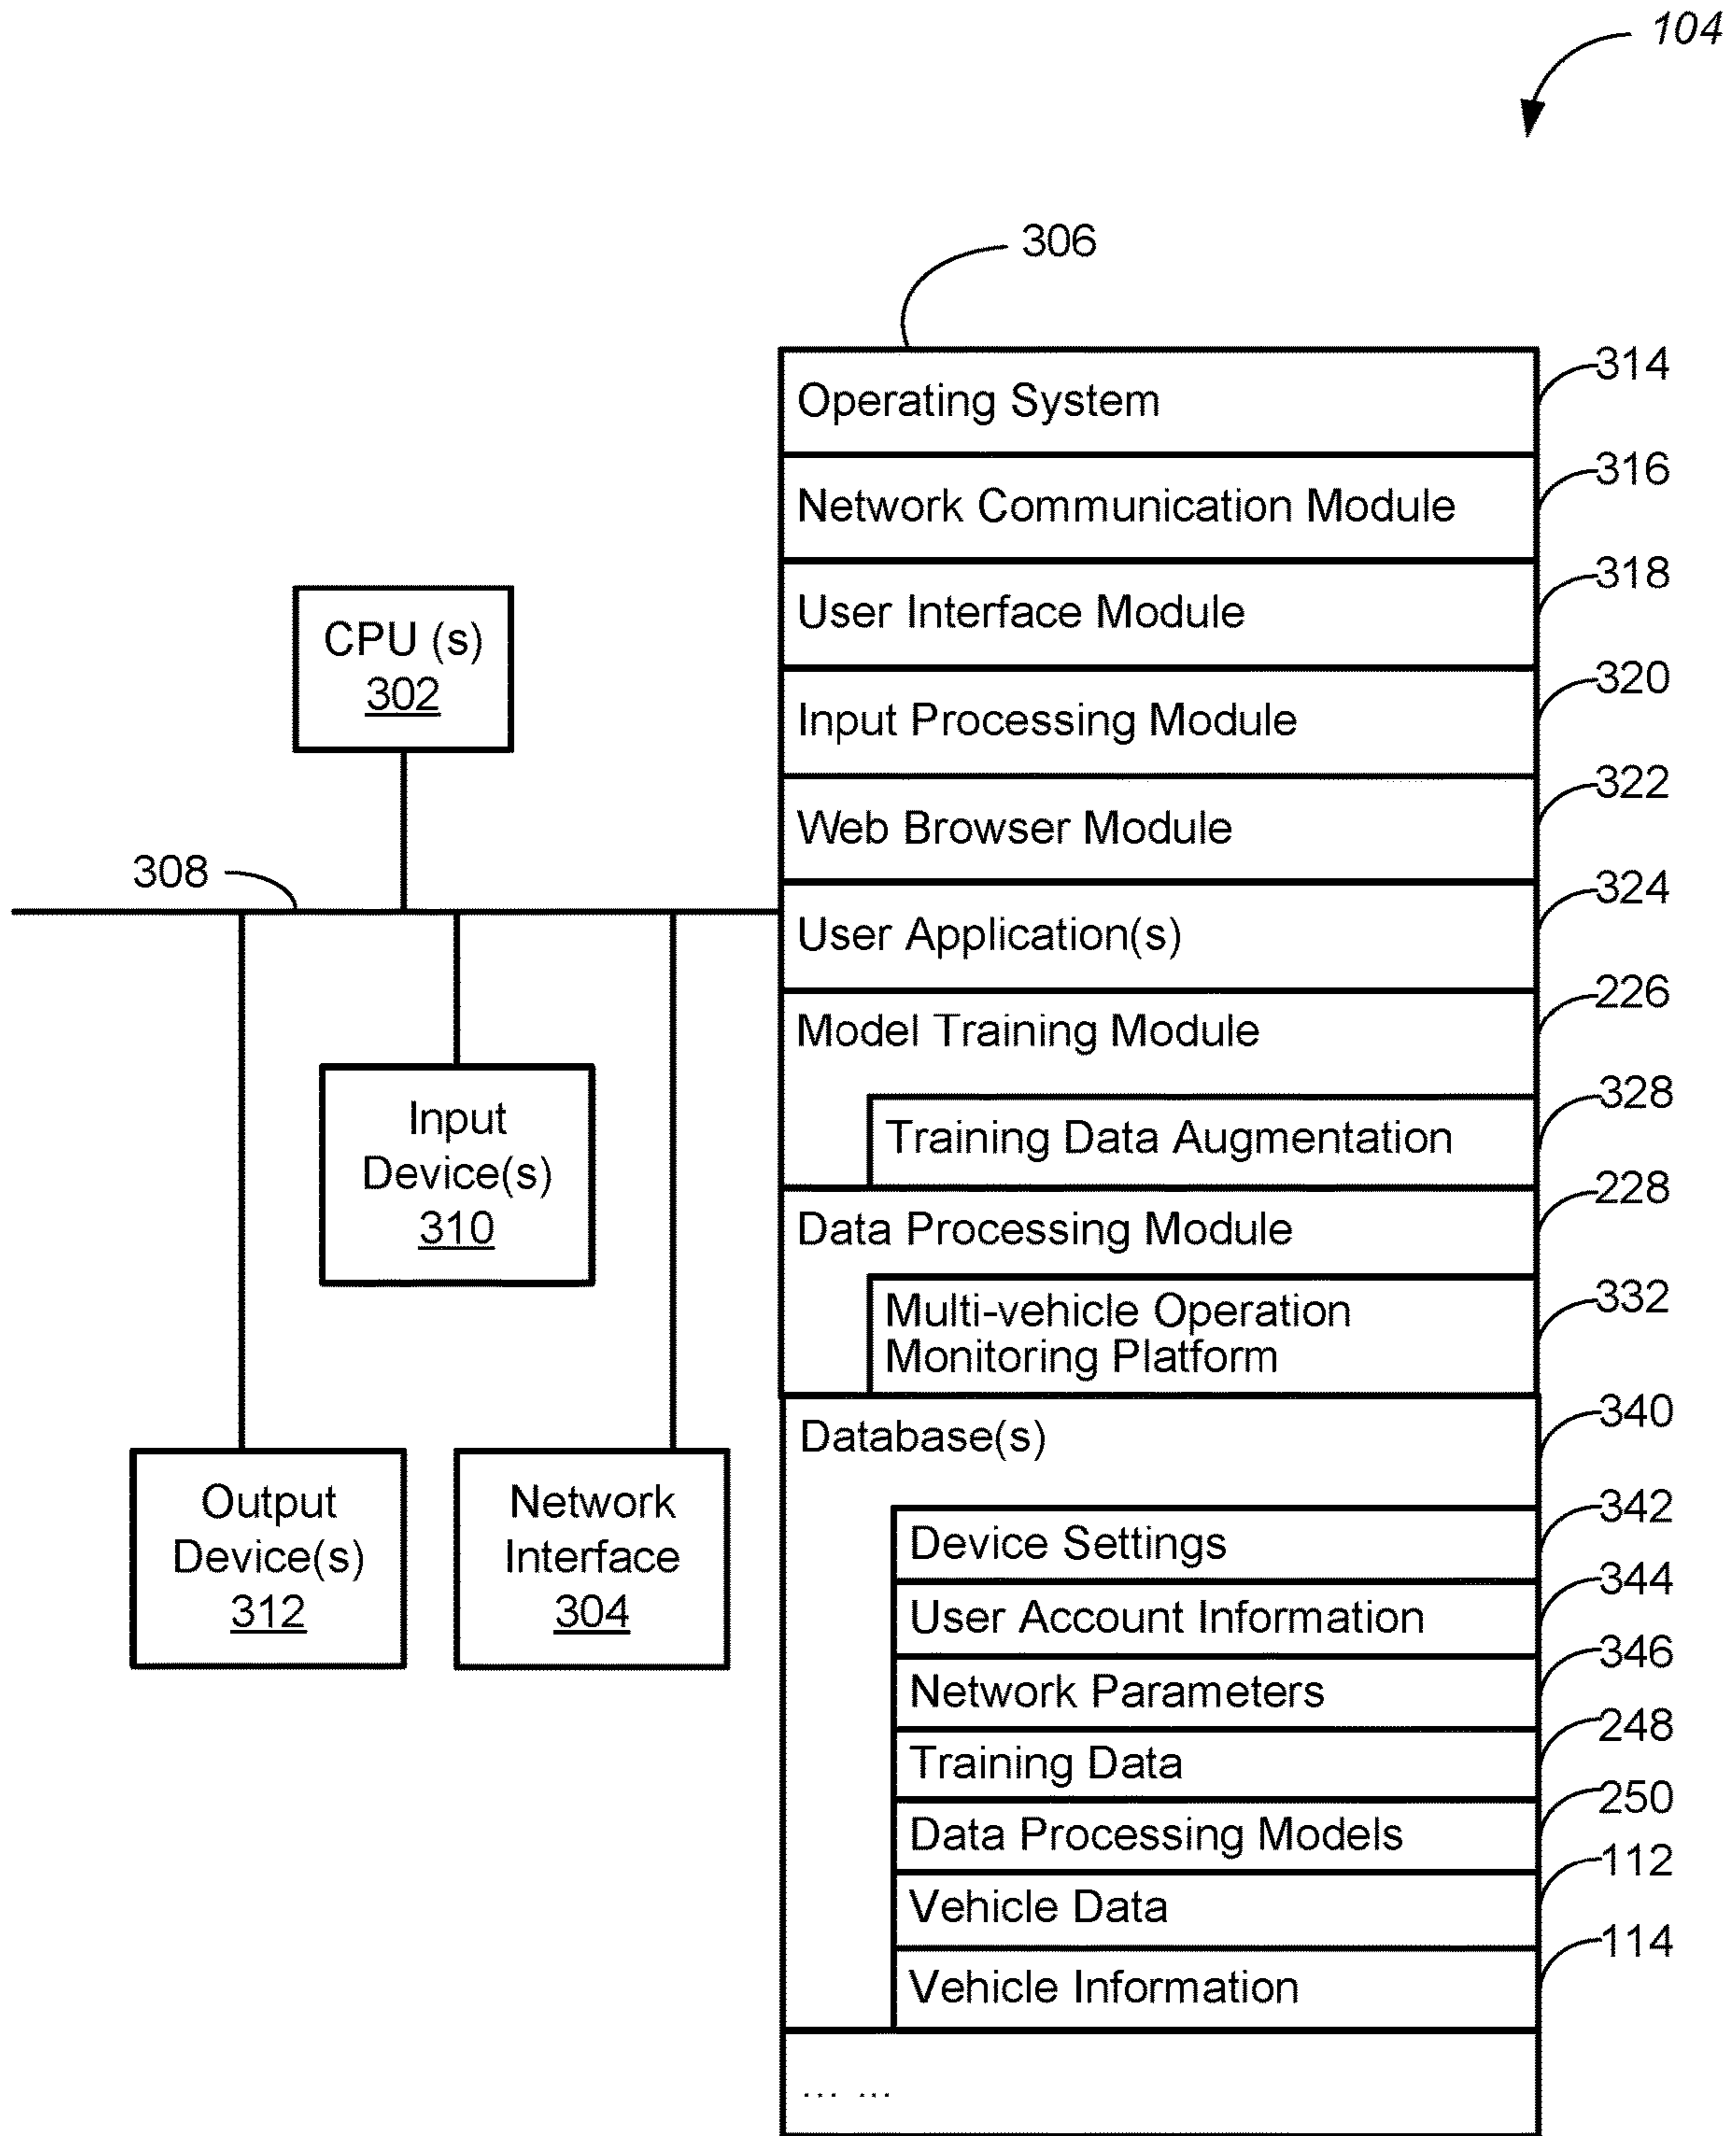 104
306
Operating System
314
Network Communication Module
316
User Interface Module
318
Input Processing Module
320
Web Browser Module
322
User Application(s)
324
Model Training Module
226
Training Data Augmentation
328
Data Processing Module
228
Multi-vehicle Operation
Monitoring Platform
332
Database(s)
340
Device Settings
342
User Account Information
344
Network Parameters
346
Training Data
248
Data Processing Models
250
Vehicle Data
112
Vehicle Information
114
... ...
CPU (s)
302
308
Input
Device(s)
310
Output
Device(s)
312
Network
Interface
304